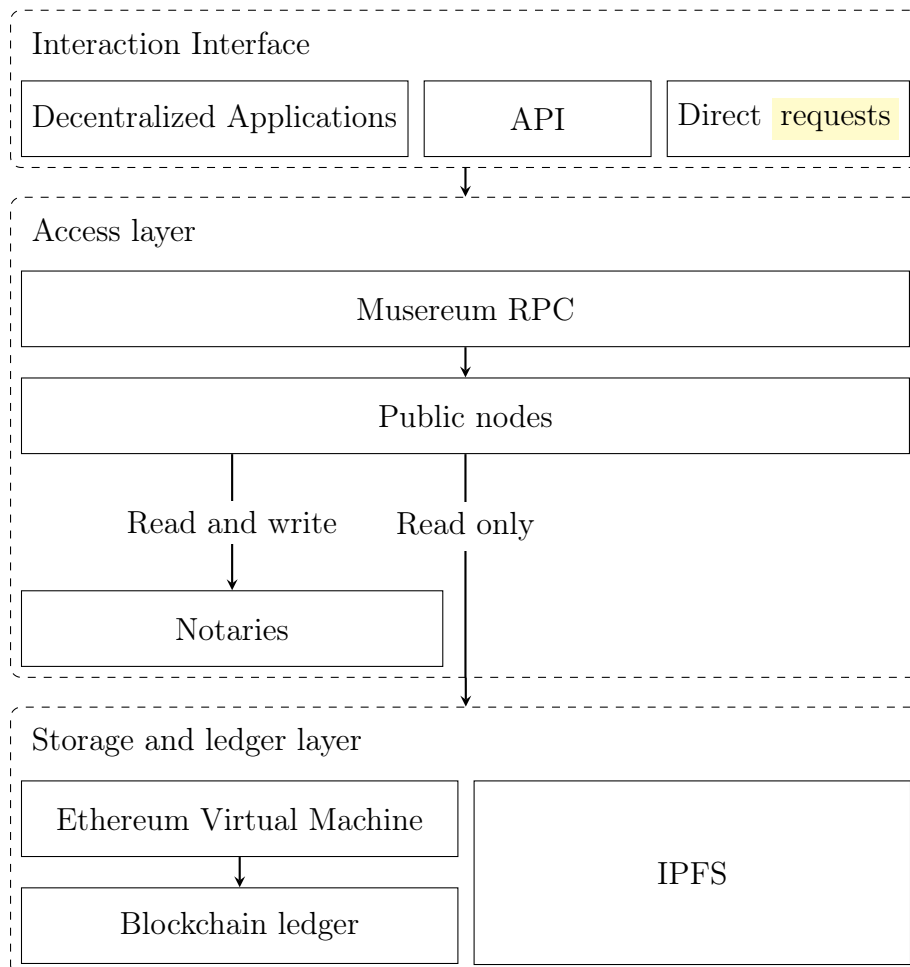 Interaction Interface
Decentralized Applications
API
Direct requests
Access layer
Musereum RPC
Public nodes
Read and write
Read only
Notaries
Storage and ledger layer
Ethereum Virtual Machine
IPFS
Blockchain ledger